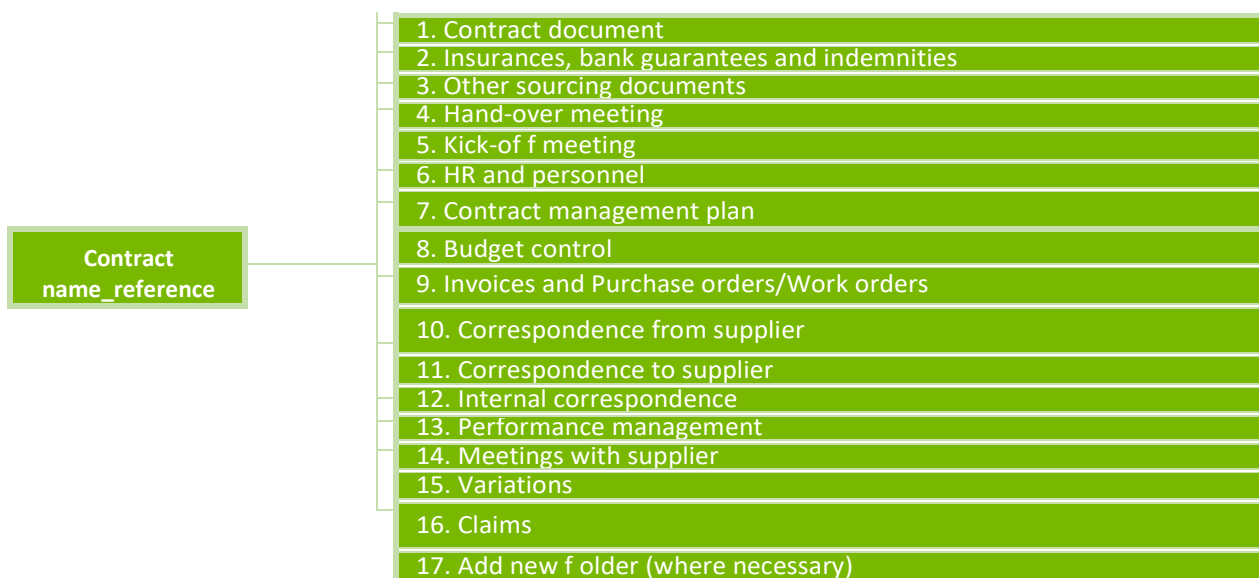 1. Contract document
2. Insurances, bank guarantees and indemnities
3. Other sourcing documents
4. Hand-over meeting
5. Kick-of f meeting
6. HR and personnel
7. Contract management plan
Contract
name_reference
8. Budget control
9. Invoices and Purchase orders/Work orders
10. Correspondence from supplier
11. Correspondence to supplier
12. Internal correspondence
13. Performance management
14. Meetings with supplier
15. Variations
16. Claims
17. Add new f older (where necessary)